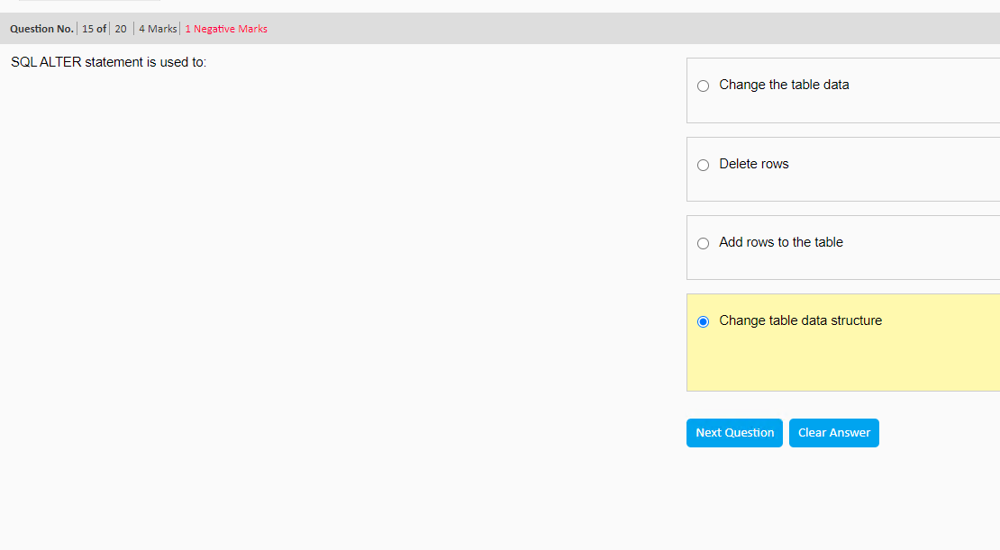 Question No. 15 of 20 4 Marks 1 Negative Marks
SQL ALTER statement is used to:
Change the table data
Delete rows
Add rows to the table
Change table data structure
Next Question Clear Answer